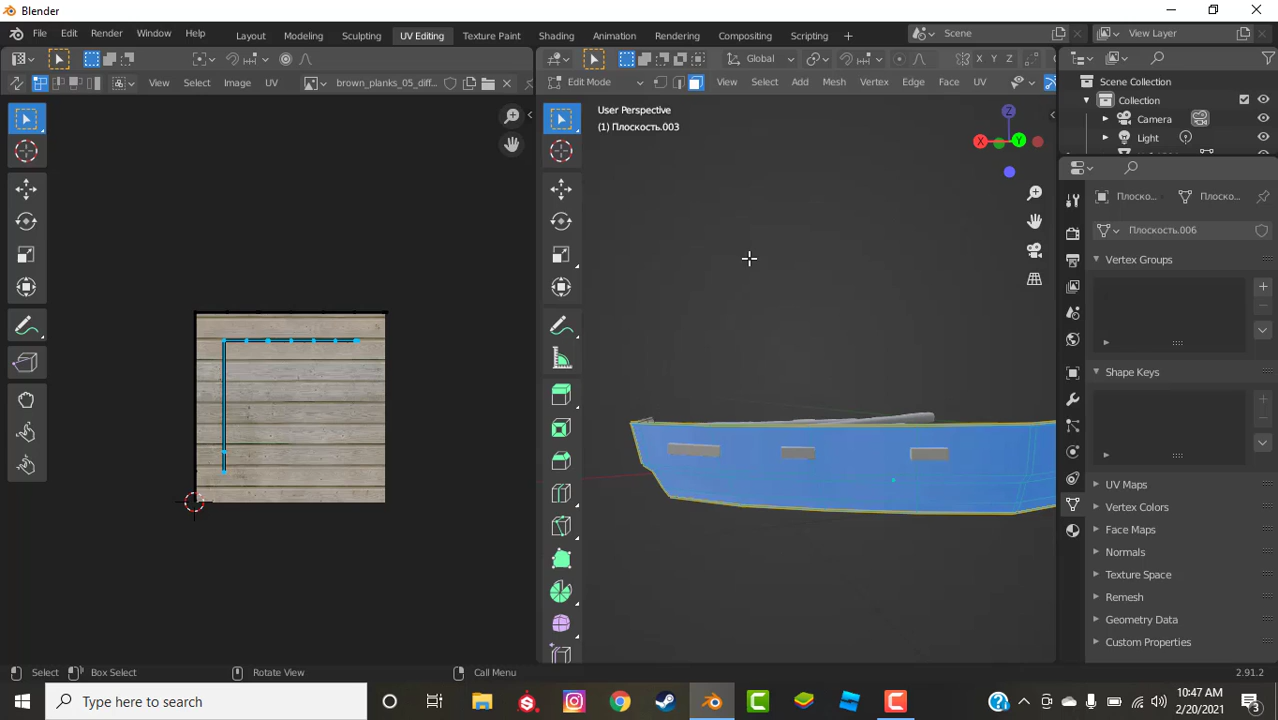 Blender
File Edit Render Window Help Layout Modeling Sculpting UV Editing Texture Paint Shading Animation Rendering Compositing Scripting Scene View Layer
Global X Y Z
View Select Image UV brown_planks_05_diff... Edit Mode View Select Add Mesh Vertex Edge Face UV
Scene Collection
Collection
Camera
Light
User Perspective
(1) Плоскость.003
Z
X
Y
Плоско... Плоско...
Плоскость.006
Vertex Groups
Shape Keys
UV Maps
Vertex Colors
Face Maps
Normals
Texture Space
Remesh
Geometry Data
Custom Properties
Select Box Select Rotate View Call Menu 2.91.2
Type here to search
10:47 AM
2/20/2021
3